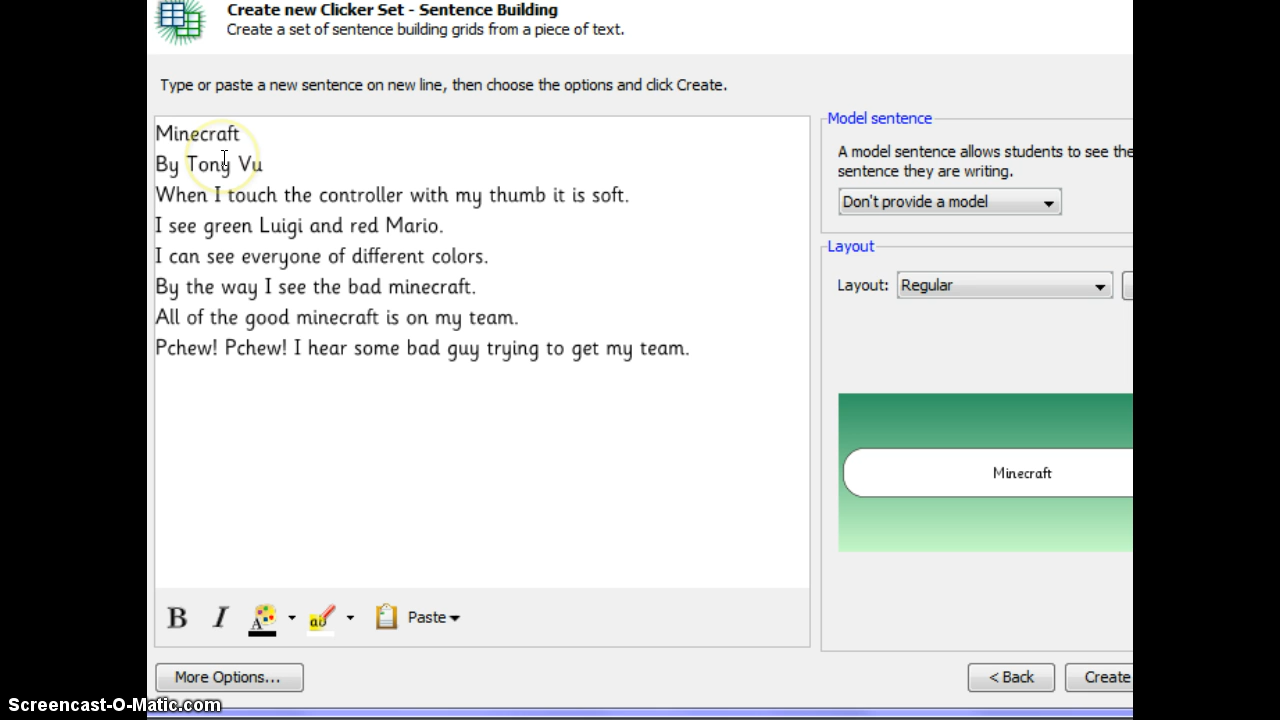 Create new Clicker Set - Sentence Building
Create a set of sentence building grids from a piece of text.
Type or paste a new sentence on new line, then choose the options and click Create.
Minecraft
By Tony Vu
When I touch the controller with my thumb it is soft.
I see green Luigi and red Mario.
I can see everyone of different colors.
By the way I see the bad minecraft.
All of the good minecraft is on my team.
Pchew! Pchew! I hear some bad guy trying to get my team.
B I A ab Paste
More Options...
Model sentence
A model sentence allows students to see the
sentence they are writing.
Don't provide a model
Layout
Layout: Regular
Minecraft
< Back Create
Screencast-O-Matic.com